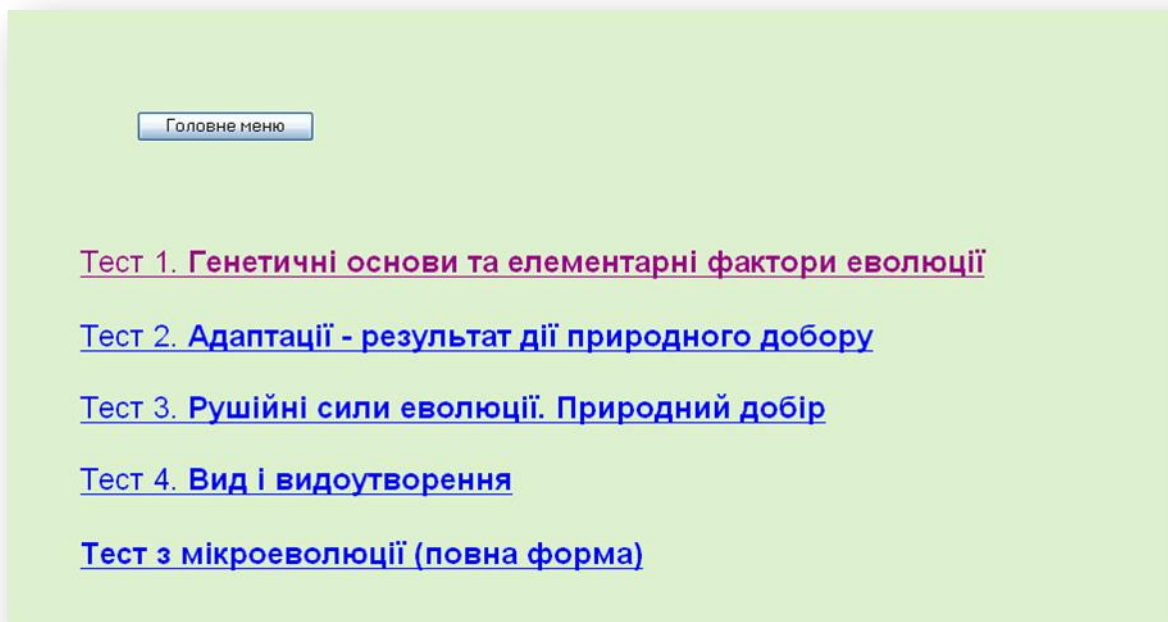 Головне меню
Тест 1. Генетичні основи та елементарні фактори еволюції
Тест 2. Адаптації - результат дії природного добору
Тест 3. Рушійні сили еволюції. Природний добір
Тест 4. Вид і видоутворення
Тест з мікроеволюції (повна форма)